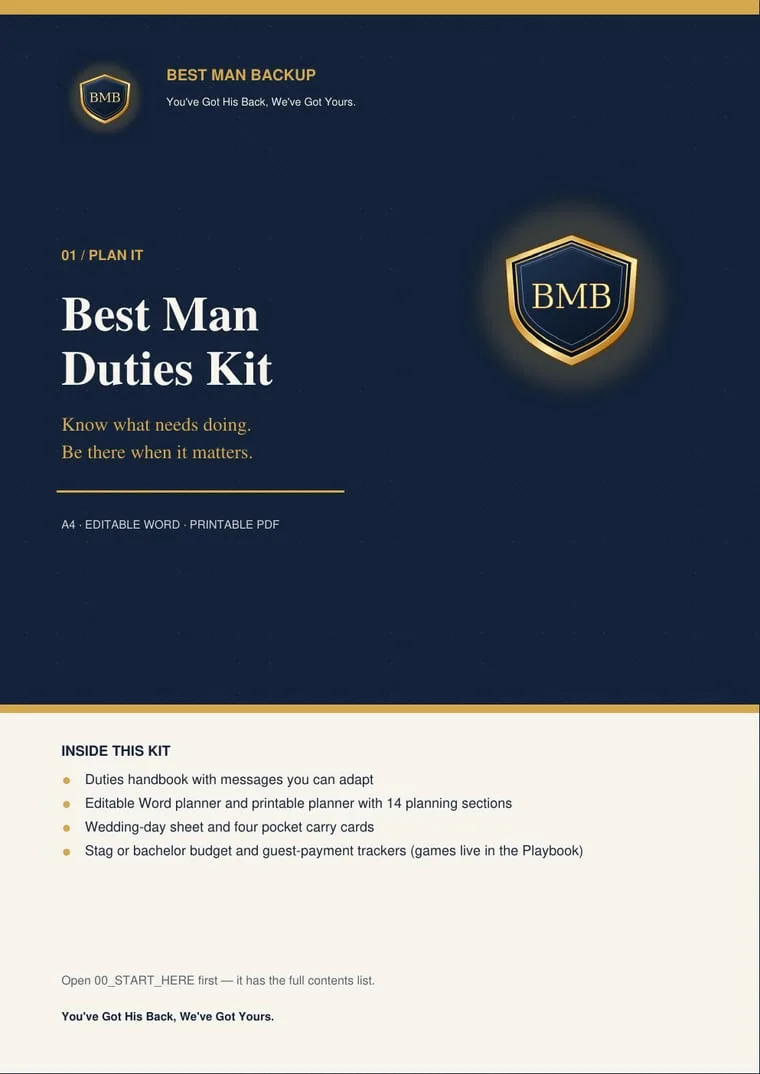 BMB
BEST MAN BACKUP
You've Got His Back, We've Got Yours.
01 / PLAN IT
Best Man
Duties Kit
BMB
Know what needs doing.
Be there when it matters.
A4 · EDITABLE WORD · PRINTABLE PDF
INSIDE THIS KIT
Duties handbook with messages you can adapt
Editable Word planner and printable planner with 14 planning sections
Wedding-day sheet and four pocket carry cards
Stag or bachelor budget and guest-payment trackers (games live in the Playbook)
Open 00_START_HERE first — it has the full contents list.
You've Got His Back, We've Got Yours.